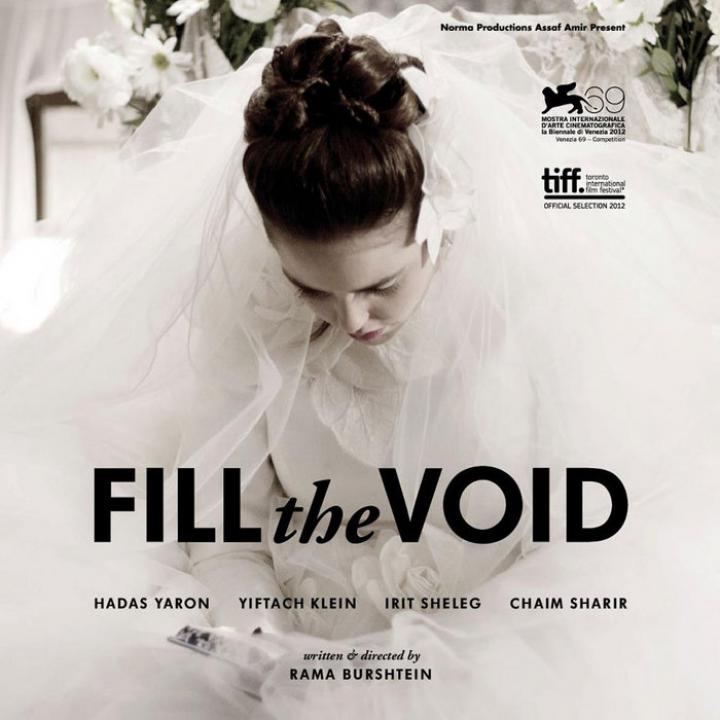 Norma Productions Assaf Amir Present
69
MOSTRA INTERNAZIONALE
D'ARTE CINEMATOGRAFICA
la Biennale di Venezia 2012
Venezia 69 – Competition
tiff. toronto
international
film festival®
OFFICIAL SELECTION 2012
FILL the VOID
HADAS YARON YIFTACH KLEIN IRIT SHELEG CHAIM SHARIR
written & directed by
RAMA BURSHTEIN